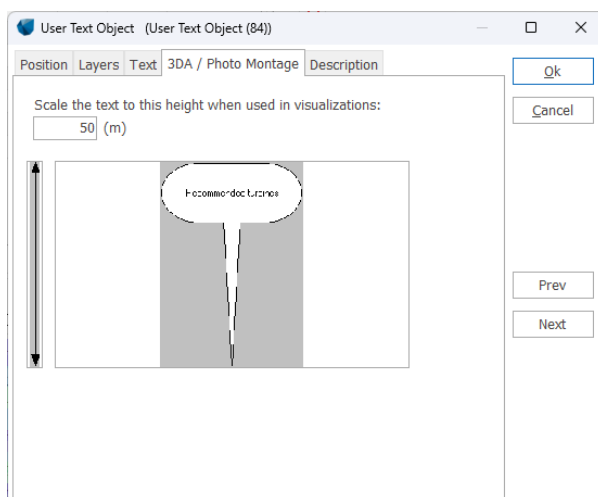 User Text Object   (User Text Object (84))
Position Layers Text 3DA / Photo Montage Description
Ok
Scale the text to this height when used in visualizations:
Cancel
50 (m)
Prev
Next